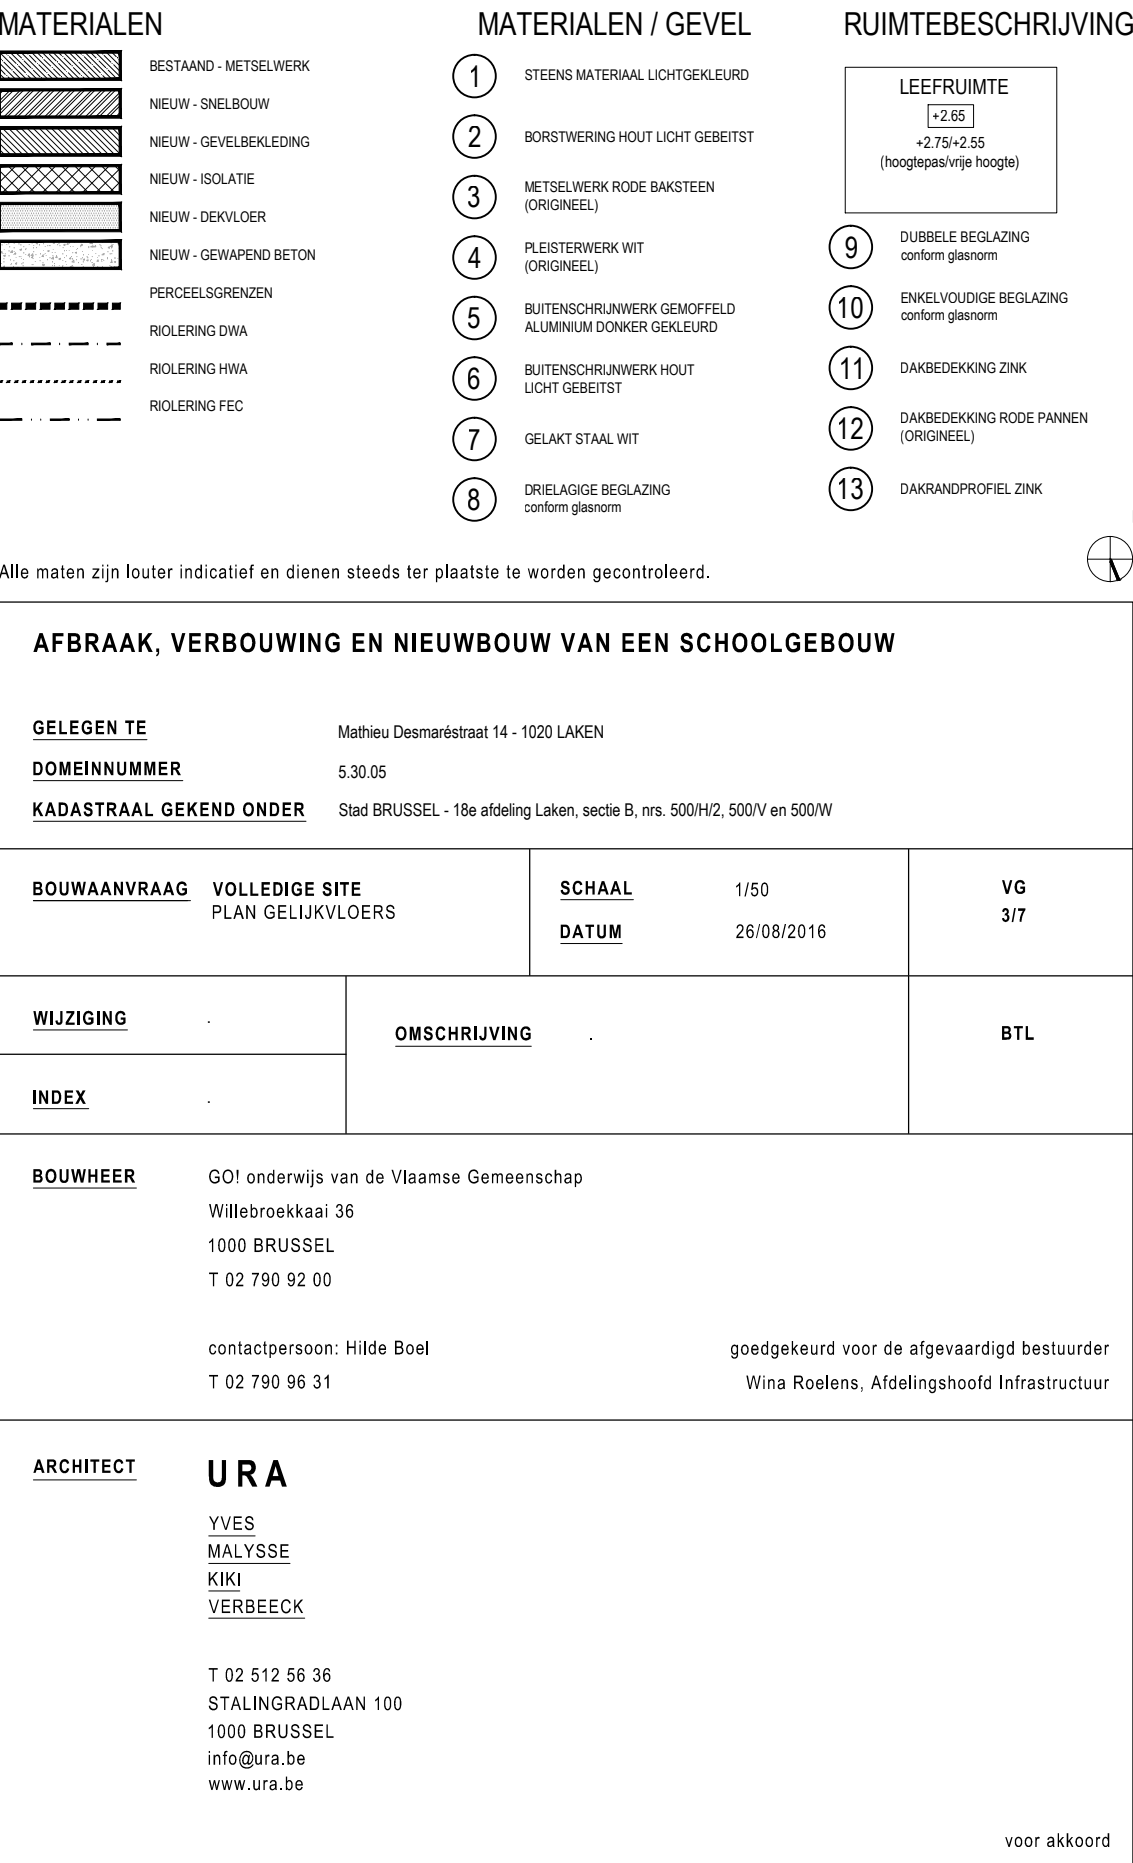 MATERIALEN
BESTAAND - METSELWERK
NIEUW - SNELBOUW
NIEUW - GEVELBEKLEDING
NIEUW - ISOLATIE
NIEUW - DEKVLOER
NIEUW - GEWAPEND BETON
PERCEELSGRENZEN
RIOLERING DWA
RIOLERING HWA
RIOLERING FEC
MATERIALEN / GEVEL
1 STEENS MATERIAAL LICHTGEKLEURD
2 BORSTWERING HOUT LICHT GEBEITST
3 METSELWERK RODE BAKSTEEN
(ORIGINEEL)
4 PLEISTERWERK WIT
(ORIGINEEL)
5 BUITENSCHRIJNWERK GEMOFFELD
ALUMINIUM DONKER GEKLEURD
6 BUITENSCHRIJNWERK HOUT
LICHT GEBEITST
7 GELAKT STAAL WIT
8 DRIELAGIGE BEGLAZING
conform glasnorm
RUIMTEBESCHRIJVING
LEEFRUIMTE
+2.65
+2.75/+2.55
(hoogtepas/vrije hoogte)
9 DUBBELE BEGLAZING
conform glasnorm
10 ENKELVOUDIGE BEGLAZING
conform glasnorm
11 DAKBEDEKKING ZINK
12 DAKBEDEKKING RODE PANNEN
(ORIGINEEL)
13 DAKRANDPROFIEL ZINK
Alle maten zijn louter indicatief en dienen steeds ter plaatste te worden gecontroleerd.
AFBRAAK, VERBOUWING EN NIEUWBOUW VAN EEN SCHOOLGEBOUW
GELEGEN TE Mathieu Desmaréstraat 14 - 1020 LAKEN
DOMEINNUMMER 5.30.05
KADASTRAAL GEKEND ONDER Stad BRUSSEL - 18e afdeling Laken, sectie B, nrs. 500/H/2, 500/V en 500/W
BOUWAANVRAAG VOLLEDIGE SITE
PLAN GELIJKVLOERS
SCHAAL 1/50
DATUM 26/08/2016
VG
3/7
WIJZIGING .
INDEX .
OMSCHRIJVING .
BTL
BOUWHEER GO! onderwijs van de Vlaamse Gemeenschap
Willebroekkaai 36
1000 BRUSSEL
T 02 790 92 00
contactpersoon: Hilde Boel
T 02 790 96 31
goedgekeurd voor de afgevaardigd bestuurder
Wina Roelens, Afdelingshoofd Infrastructuur
ARCHITECT URA
YVES
MALYSSE
KIKI
VERBEECK
T 02 512 56 36
STALINGRADLAAN 100
1000 BRUSSEL
info@ura.be
www.ura.be
voor akkoord